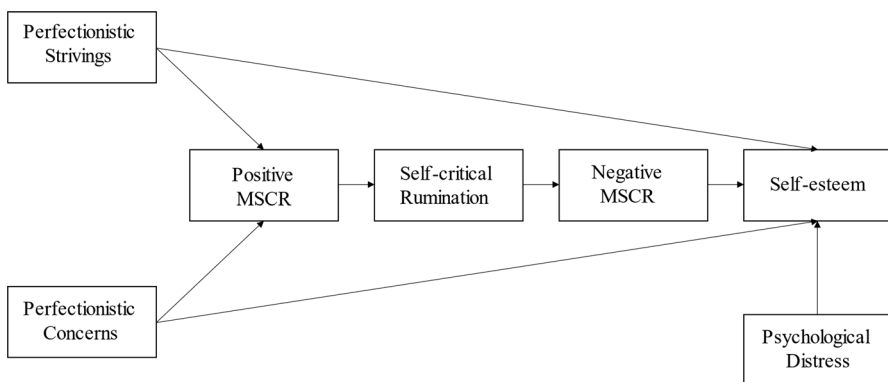 Perfectionistic
Strivings
Positive
MSCR
Self-critical
Rumination
Negative
MSCR
Self-esteem
Perfectionistic
Concerns
Psychological
Distress